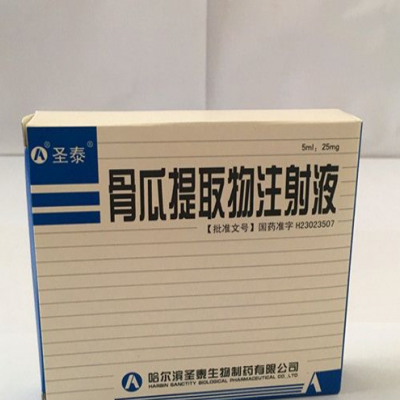 圣泰®
5ml，25mg
骨瓜提取物注射液
【批准文号】国药准字 H23023507
哈尔滨圣泰生物制药有限公司
HARBIN SANCTITY BIOLOGICAL PHARMACEUTICAL CO.,LTD